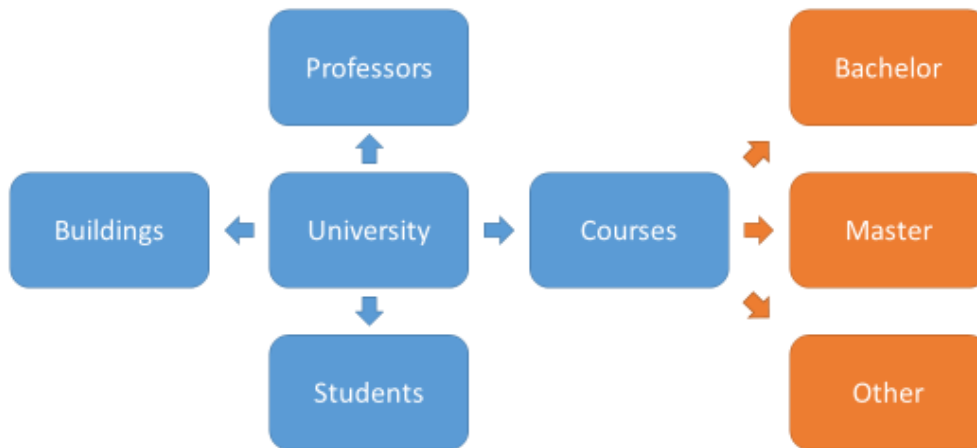 Professors
Bachelor
Buildings
University
Courses
Master
Students
Other